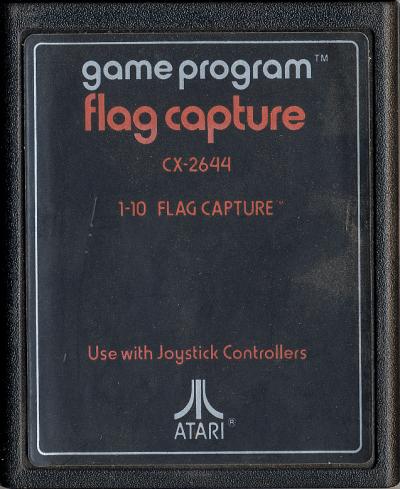 game program™
flag capture
CX-2644
1-10 FLAG CAPTURE™
Use with Joystick Controllers
ATARI®